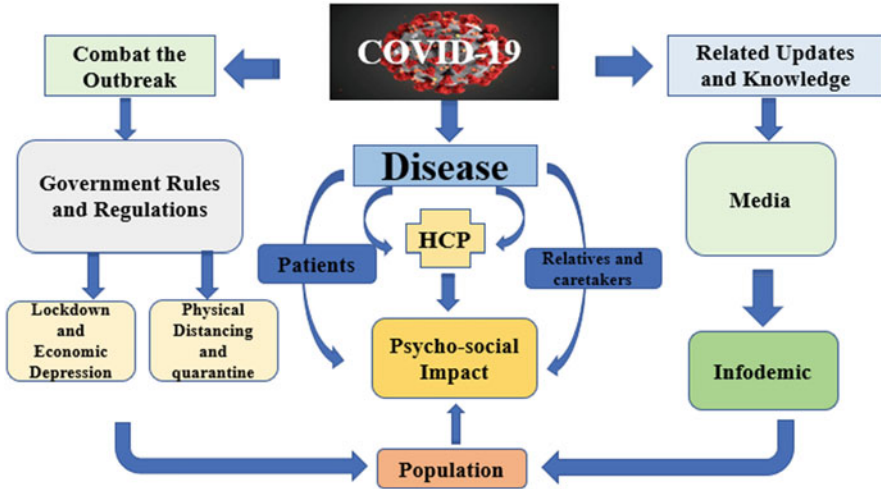 COVID-19
Combat the
Outbreak
Related Updates
and Knowledge
Disease
Government Rules
and Regulations
HCP
Media
Patients
Relatives and
caretakers
Lockdown
and
Economic
Depression
Physical
Distancing
and
quarantine
Psycho-social
Impact
Infodemic
Population